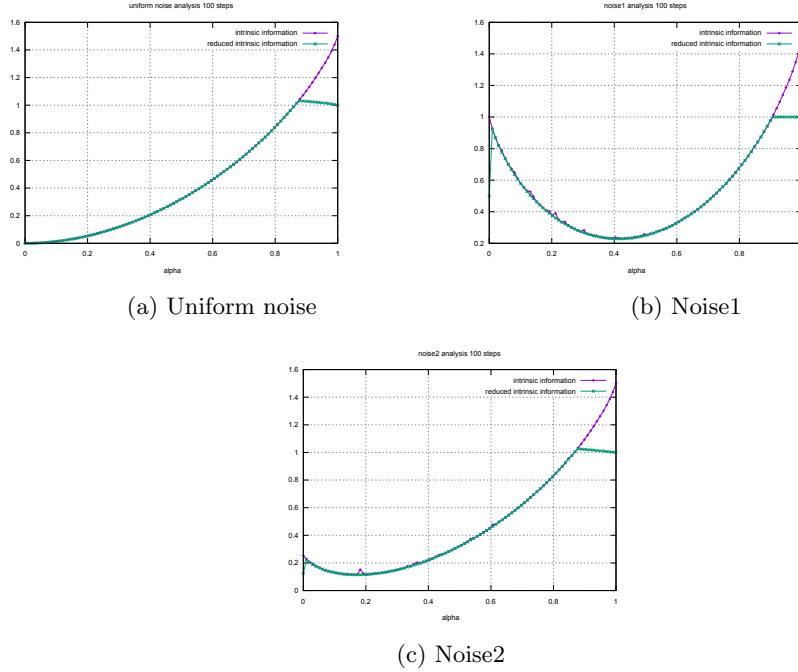 uniform noise analysis 100 steps
1.6
1.4
1.2
1
0.8
0.6
0.4
0.2
0
intrinsic information
reduced intrinsic information
0 0.2 0.4 0.6 0.8 1
alpha
(a) Uniform noise
noise1 analysis 100 steps
1.6
1.4
1.2
1
0.8
0.6
0.4
0.2
intrinsic information
reduced intrinsic information
0 0.2 0.4 0.6 0.8
alpha
(b) Noise1
noise2 analysis 100 steps
1.6
1.4
1.2
1
0.8
0.6
0.4
0.2
0
intrinsic information
reduced intrinsic information
0 0.2 0.4 0.6 0.8 1
alpha
(c) Noise2